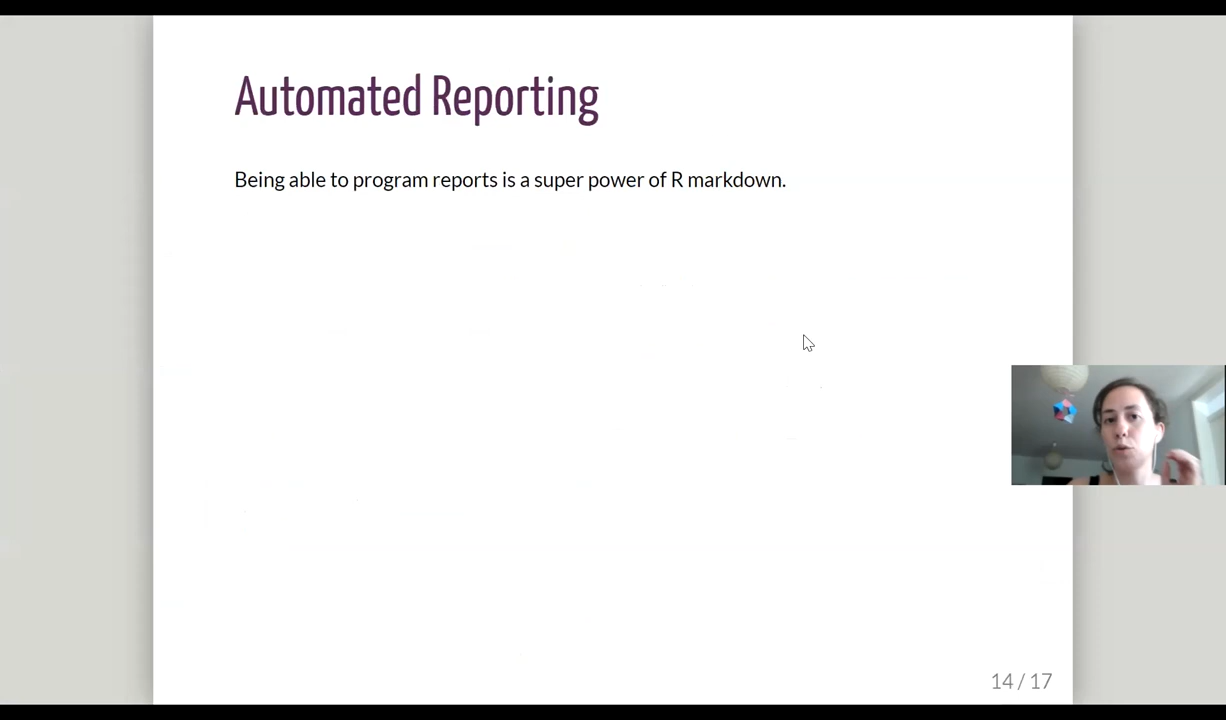 Automated Reporting
Being able to program reports is a super power of R markdown.
14 / 17